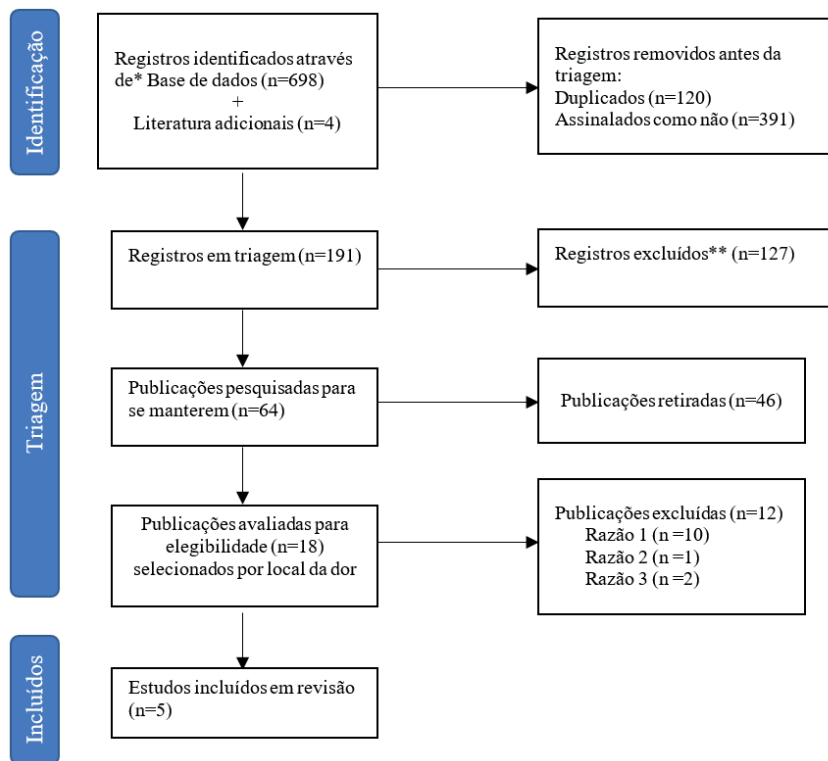 Identificação
Registros identificados através
de* Base de dados (n=698)
+
Literatura adicionais (n=4)
Registros removidos antes da
triagem:
Duplicados (n=120)
Assinalados como não (n=391)
Triagem
Registros em triagem (n=191)
Registros excluídos** (n=127)
Publicações pesquisadas para
se manterem (n=64)
Publicações retiradas (n=46)
Publicações avaliadas para
elegibilidade (n=18)
selecionados por local da dor
Publicações excluídas (n=12)
Razão 1 (n =10)
Razão 2 (n =1)
Razão 3 (n =2)
Incluídos
Estudos incluídos em revisão
(n=5)